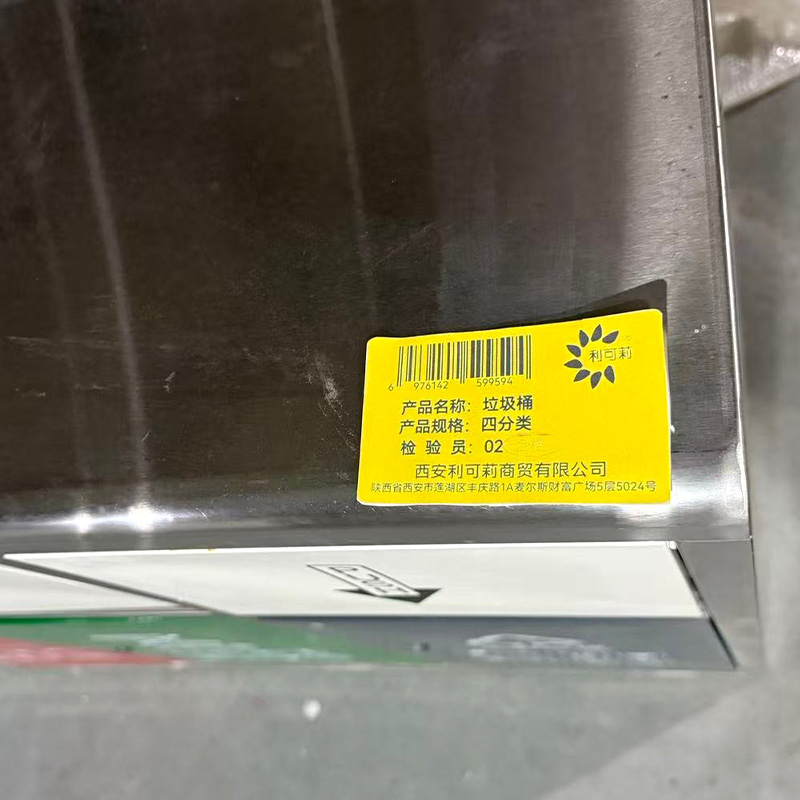 利可莉
6 976142 599594
产品名称：垃圾桶
产品规格：四分类
检 验 员：02
西安利可莉商贸有限公司
陕西省西安市莲湖区丰庆路1A麦尔斯财富广场5层5024号